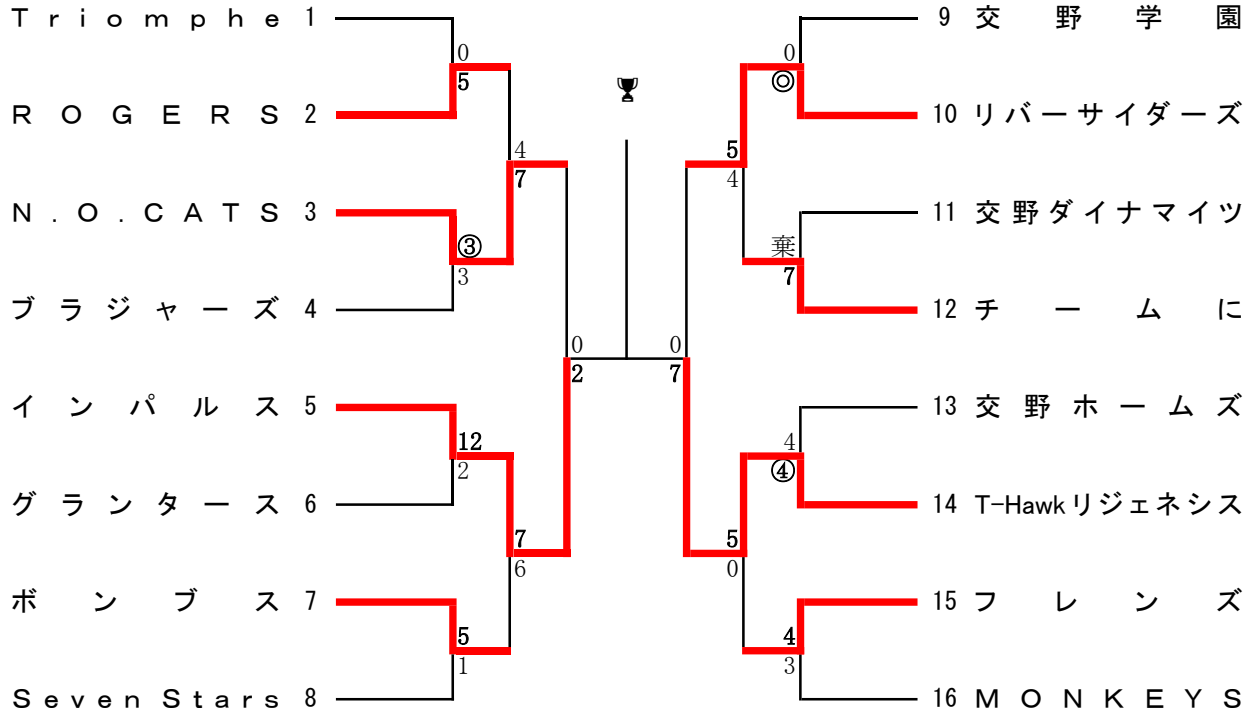 Triomphe 1
0
5
ROGERS 2
4
7
N.O.CATS 3
③
3
ブラジャーズ 4
0
2
インパルス 5
12
2
グランタース 6
7
6
ボンブス 7
5
1
Seven Stars 8
9 交野学園
0
◎
10 リバーサイダーズ
5
4
11 交野ダイナマイツ
棄
7
12 チームに
0
7
13 交野ホームズ
4
④
14 T-Hawkリジェネシス
5
0
15 フレンズ
4
3
16 MONKEYS